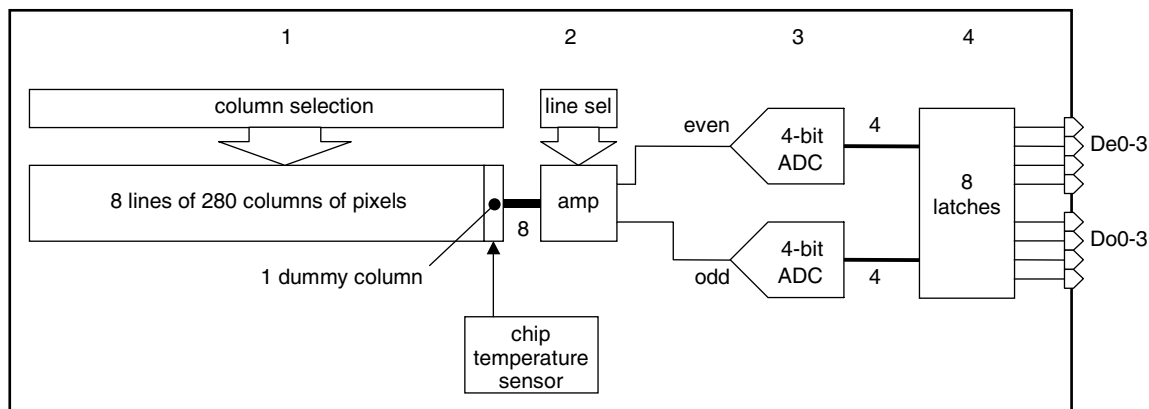 1
2
3
4
column selection
line sel
even
4-bit
ADC
4
De0-3
8 lines of 280 columns of pixels
8
amp
8
latches
1 dummy column
odd
4-bit
ADC
4
Do0-3
chip
temperature
sensor